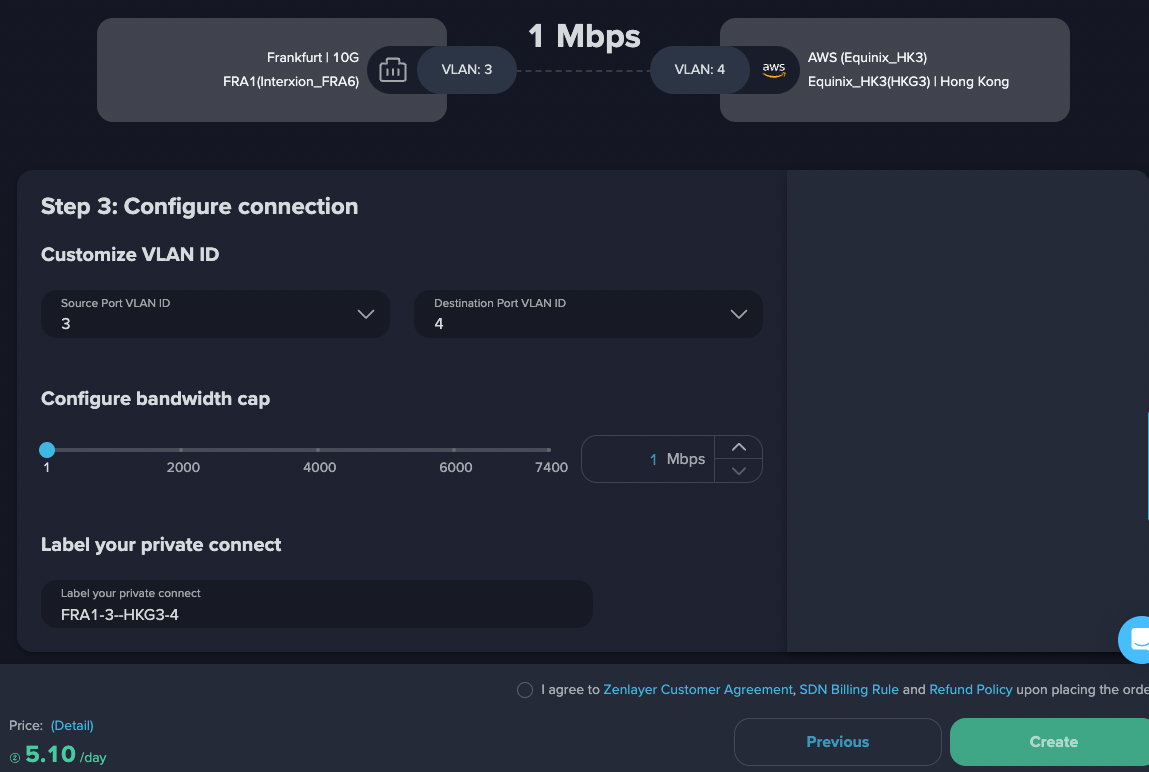 1 Mbps
Frankfurt | 10G
FRA1(Interxion_FRA6)
VLAN: 3
VLAN: 4
aws
AWS (Equinix_HK3)
Equinix_HK3(HKG3) | Hong Kong
Step 3: Configure connection
Customize VLAN ID
Source Port VLAN ID
3
Destination Port VLAN ID
4
Configure bandwidth cap
1 2000 4000 6000 7400
1 Mbps
Label your private connect
Label your private connect
FRA1-3--HKG3-4
I agree to Zenlayer Customer Agreement, SDN Billing Rule and Refund Policy upon placing the orde
Price: (Detail)
5.10 /day
Previous
Create